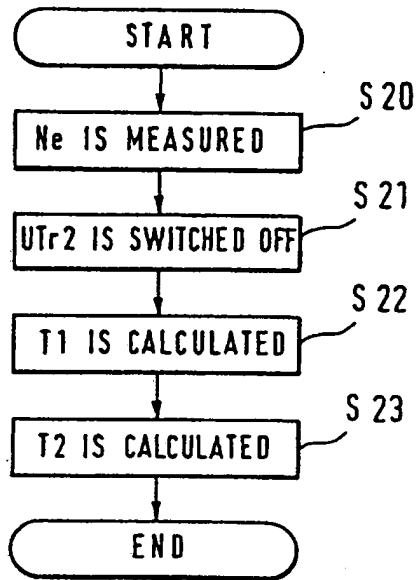 START
S20
Ne IS MEASURED
S21
UTr2 IS SWITCHED OFF
S22
T1 IS CALCULATED
S23
T2 IS CALCULATED
END